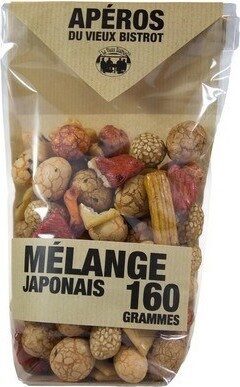 APÉROS
DU VIEUX BISTROT
MÉLANGE
JAPONAIS 160
GRAMMES